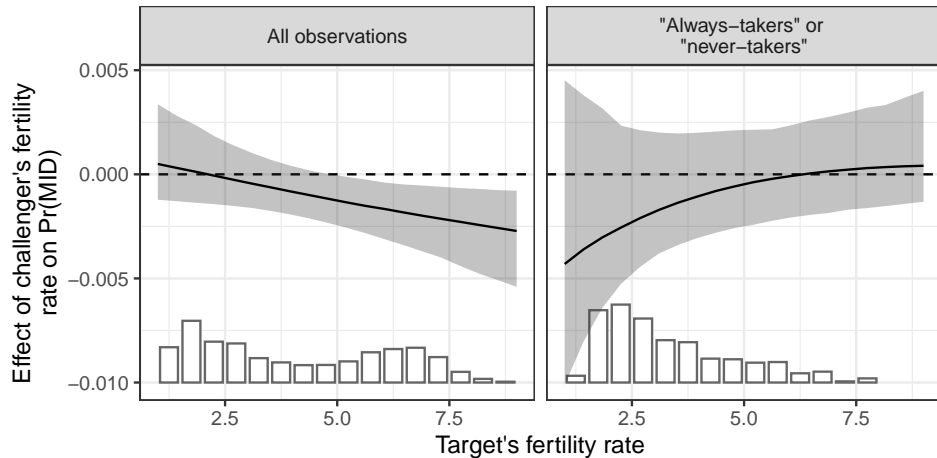 All observations
"Always−takers" or
"never−takers"
Effect of challenger's fertility
rate on Pr(MID)
0.005
0.000
−0.005
−0.010
2.5 5.0 7.5
2.5 5.0 7.5
Target's fertility rate